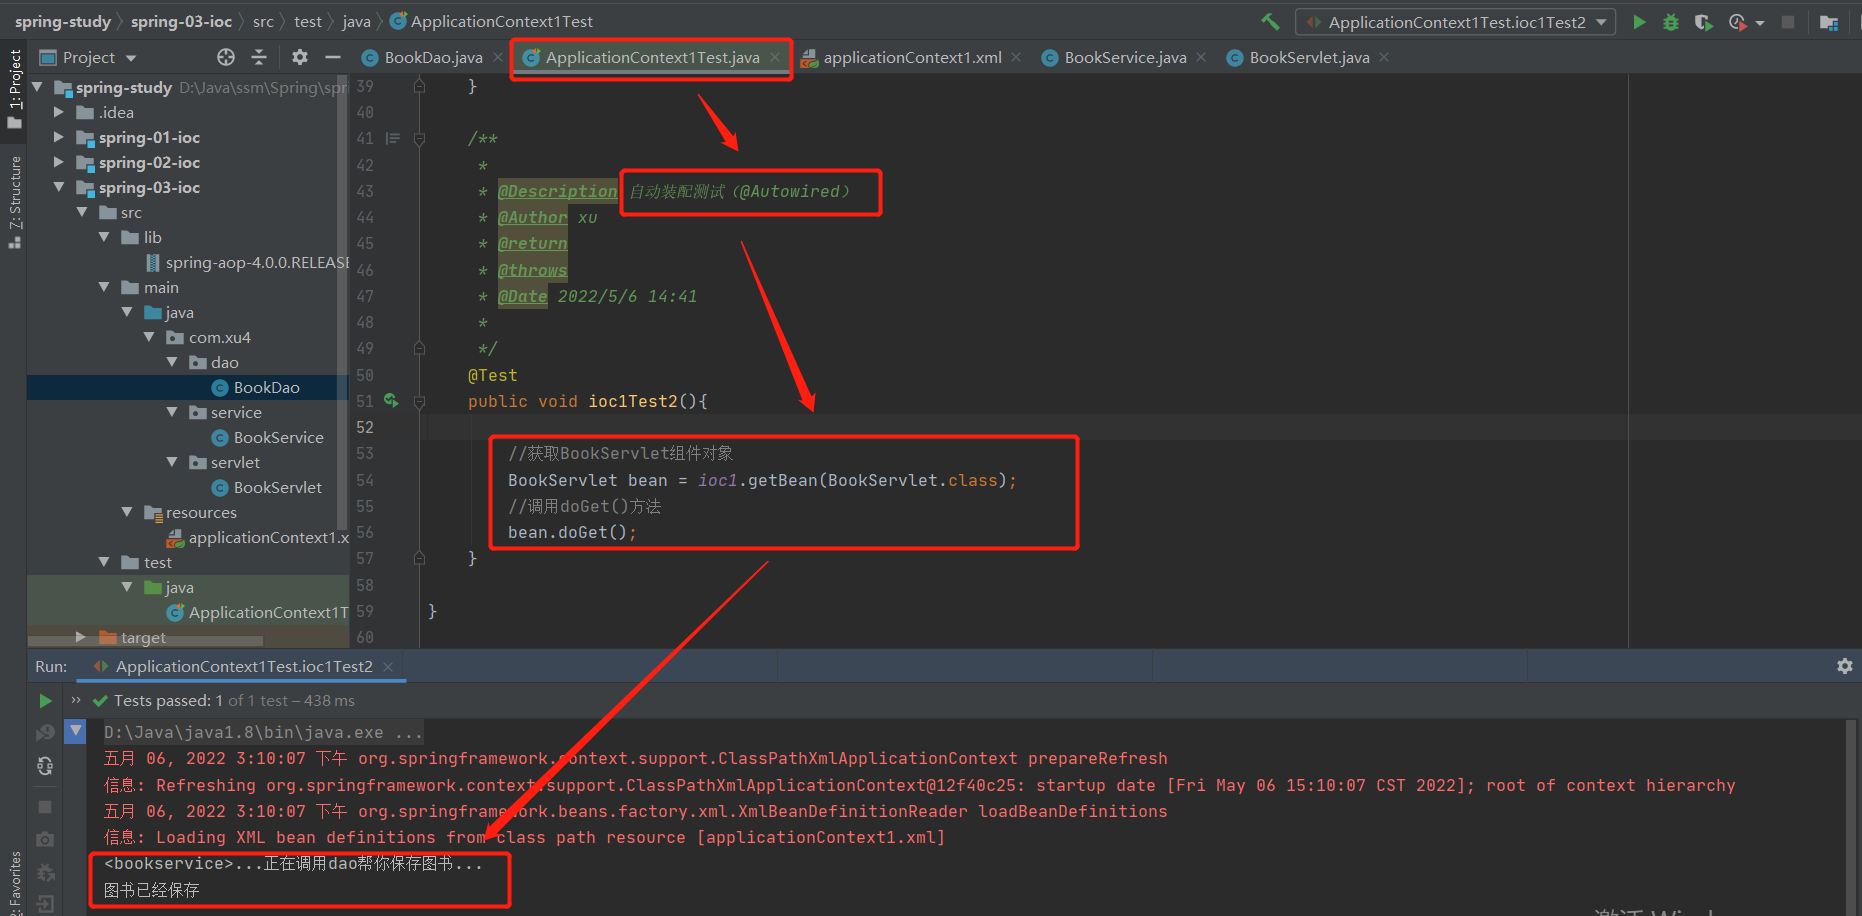 spring-study
spring-03-ioc
src
test
java
ApplicationContext1Test
ApplicationContext1Test.ioc1Test2
1: Project
Z: Structure
2: Favorites
Project
BookDao.java
ApplicationContext1Test.java
applicationContext1.xml
BookService.java
BookServlet.java
spring-study D:\Java\ssm\Spring\spr
.idea
spring-01-ioc
spring-02-ioc
spring-03-ioc
src
lib
spring-aop-4.0.0.RELEASE
main
java
com.xu4
dao
BookDao
service
BookService
servlet
BookServlet
resources
applicationContext1.x
test
java
ApplicationContext1T
target
39 }
40
41 /**
42 *
43 * @Description 自动装配测试（@Autowired）
44 * @Author xu
45 * @return
46 * @throws
47 * @Date 2022/5/6 14:41
48 *
49 */
50 @Test
51 public void ioc1Test2(){
52
53 //获取BookServlet组件对象
54 BookServlet bean = ioc1.getBean(BookServlet.class);
55 //调用doGet()方法
56 bean.doGet();
57 }
58
59 }
60
Run: ApplicationContext1Test.ioc1Test2
Tests passed: 1 of 1 test – 438 ms
D:\Java\java1.8\bin\java.exe ...
五月 06, 2022 3:10:07 下午 org.springframework.context.support.ClassPathXmlApplicationContext prepareRefresh
信息: Refreshing org.springframework.context.support.ClassPathXmlApplicationContext@12f40c25: startup date [Fri May 06 15:10:07 CST 2022]; root of context hierarchy
五月 06, 2022 3:10:07 下午 org.springframework.beans.factory.xml.XmlBeanDefinitionReader loadBeanDefinitions
信息: Loading XML bean definitions from class path resource [applicationContext1.xml]
<bookservice>...正在调用dao帮你保存图书...
图书已经保存